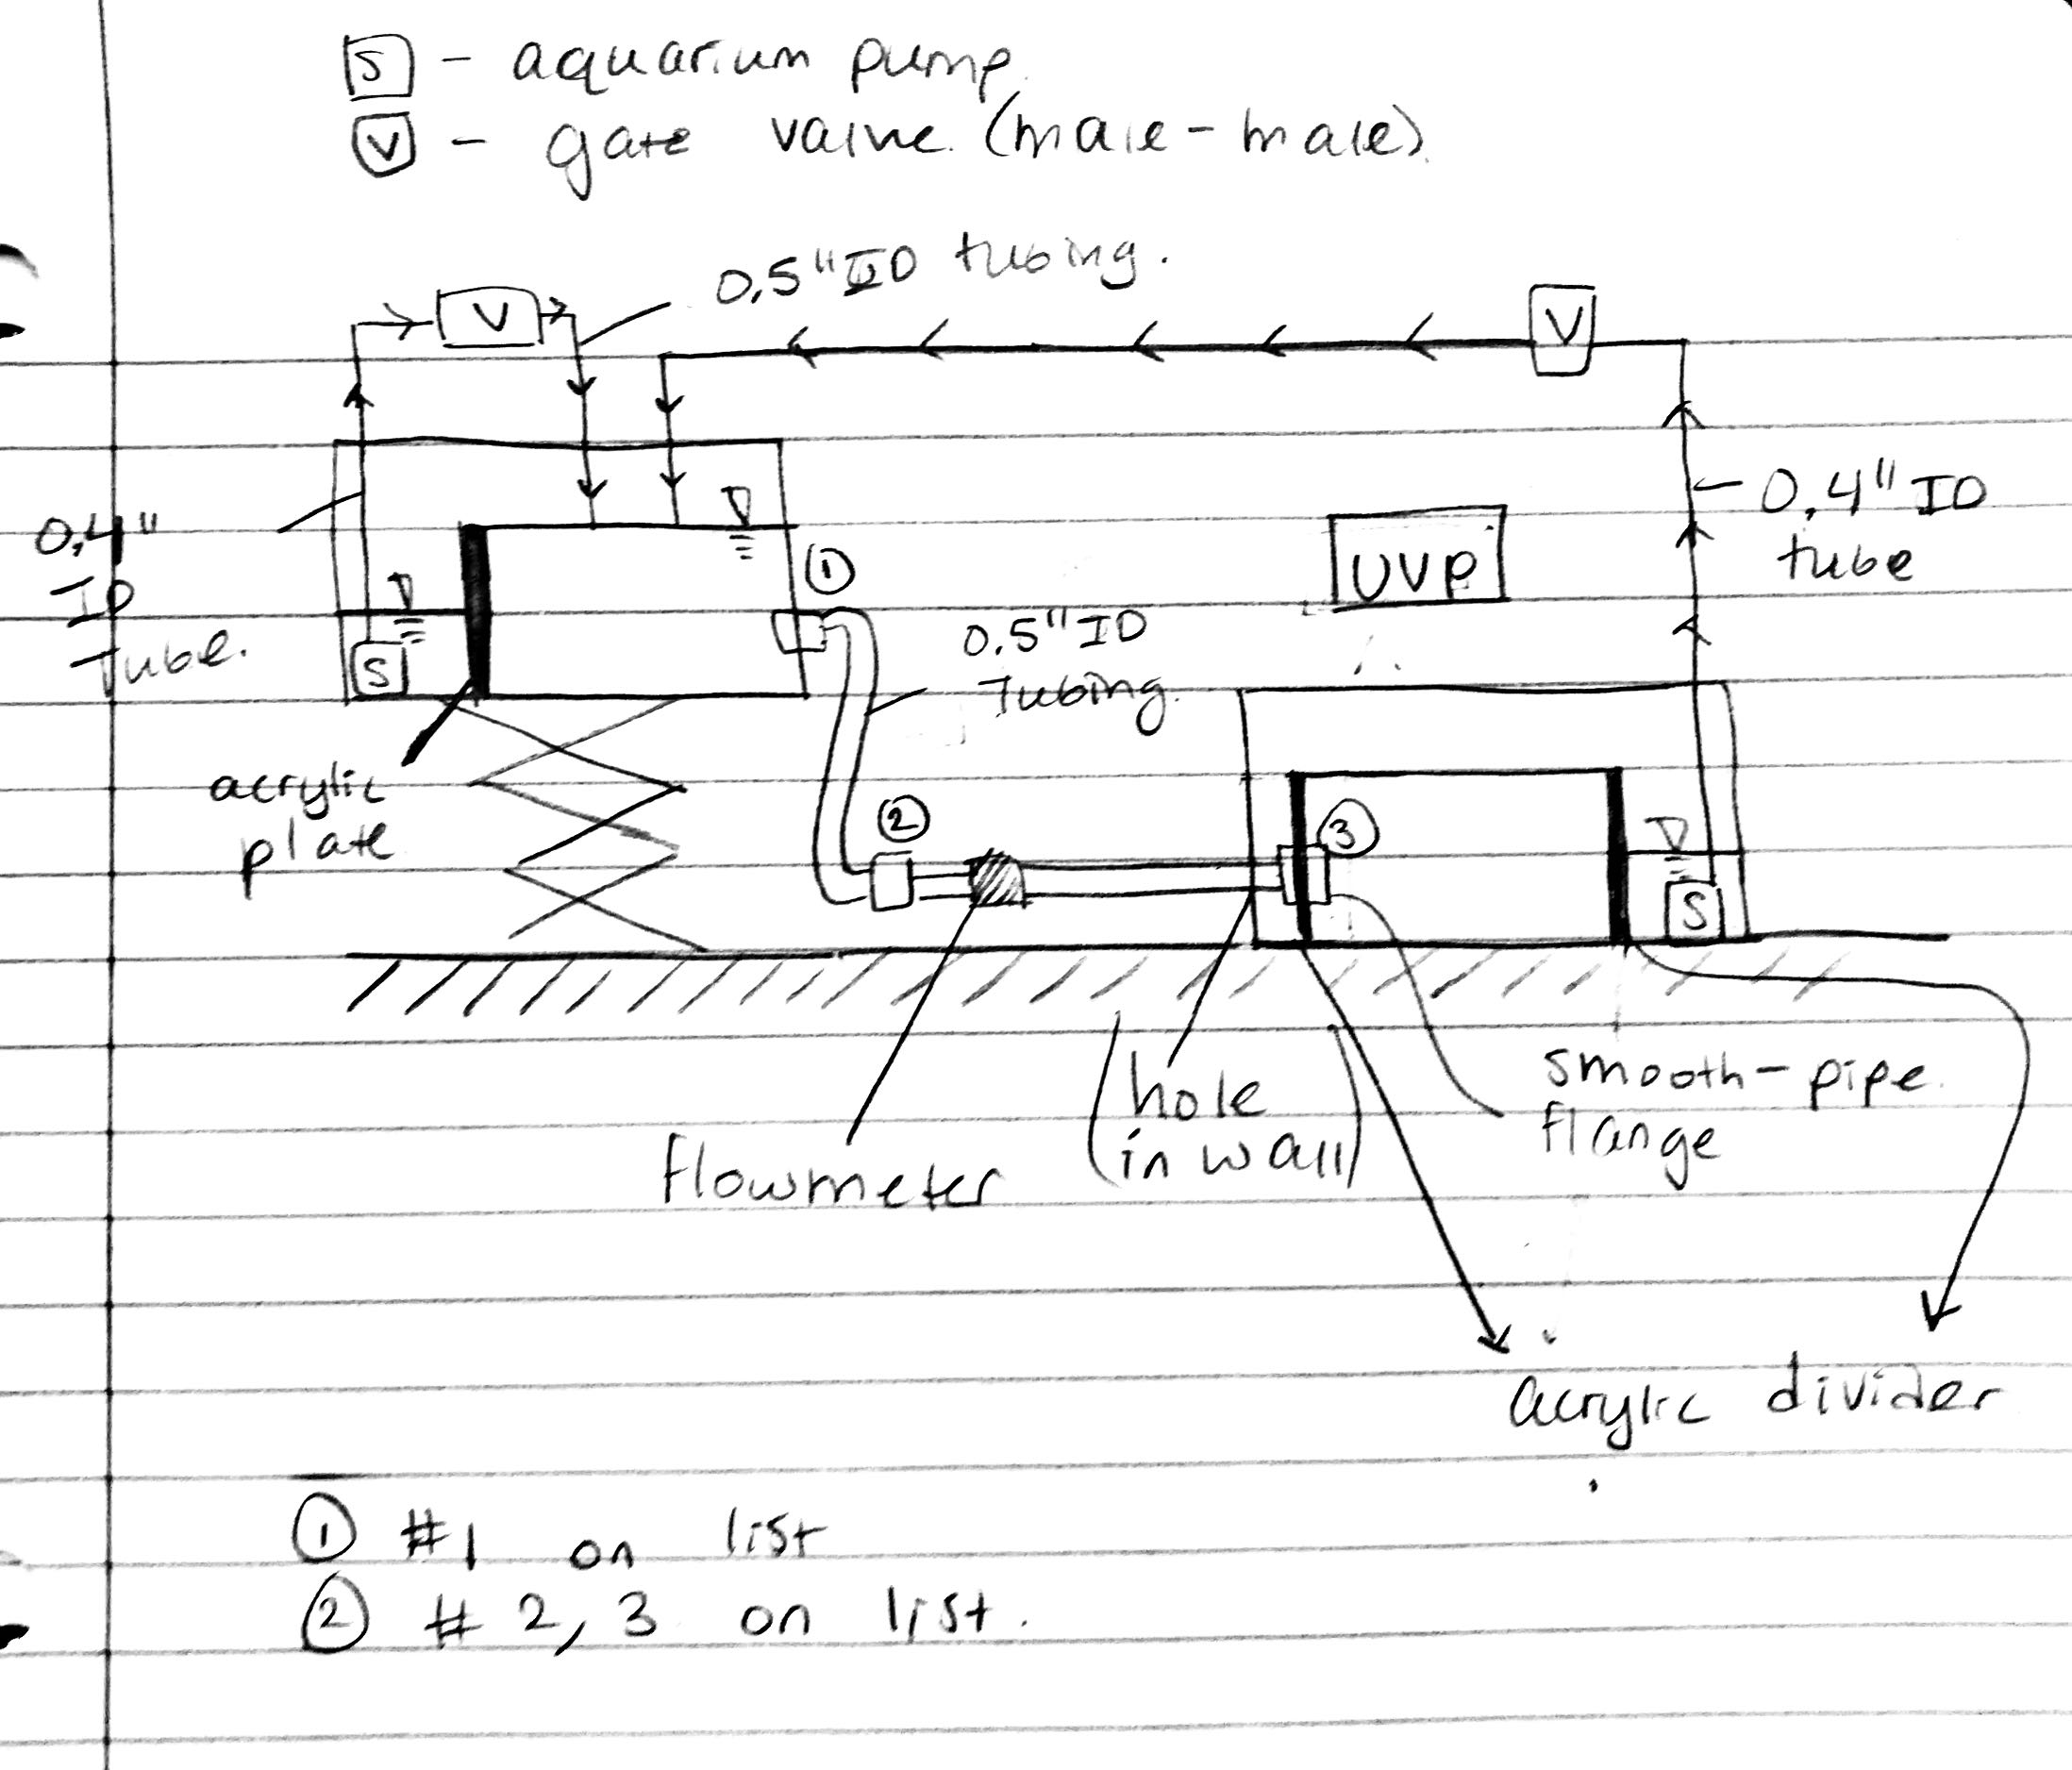 S - aquarium pump
V - gate valve (male-male)
0.5" ID tubing.
V
V
0.4" ID tube
0.4" ID Tube.
S
1
0.5" ID Tubing.
UVP
acrylic plate
2
3
S
flowmeter
(hole in wall)
smooth-pipe flange
acrylic divider
1 #1 on list
2 # 2, 3 on list.